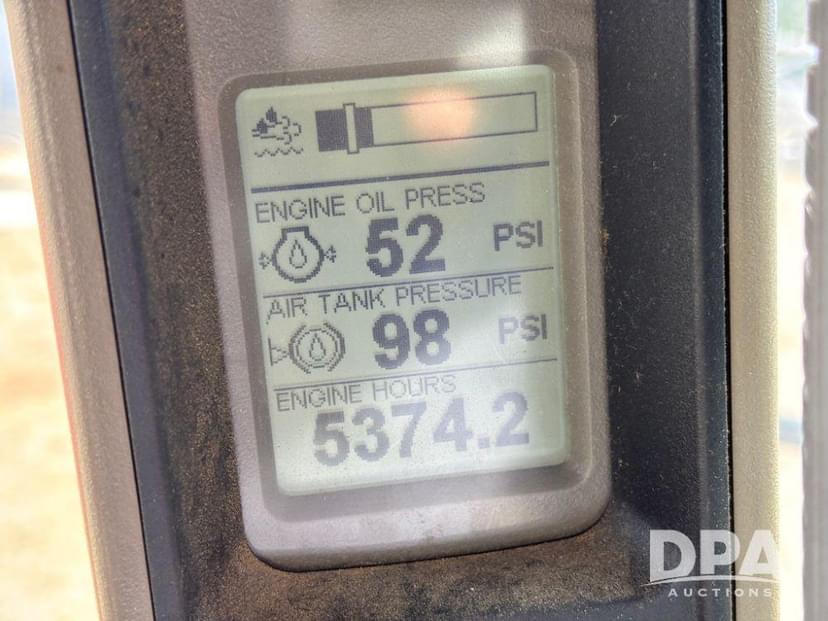 ENGINE OIL PRESS
52 PSI
AIR TANK PRESSURE
98 PSI
ENGINE HOURS
5374.2
DPA
AUCTIONS